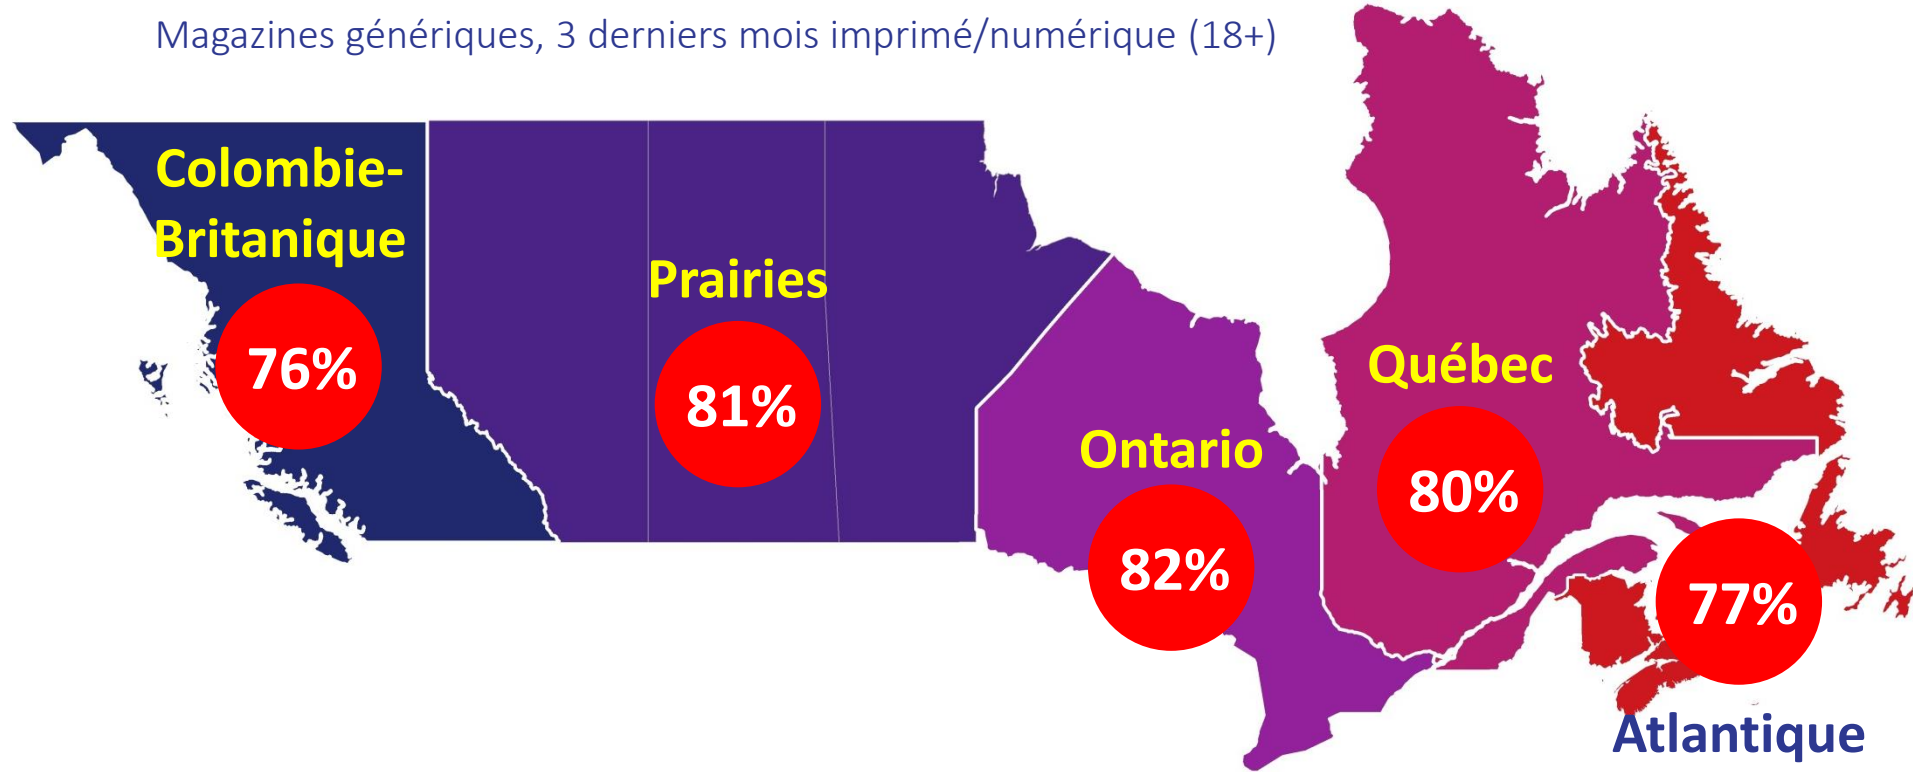 Magazines génériques, 3 derniers mois imprimé/numérique (18+)
Colombie-
Britanique
76%
Prairies
81%
Ontario
82%
Québec
80%
77%
Atlantique